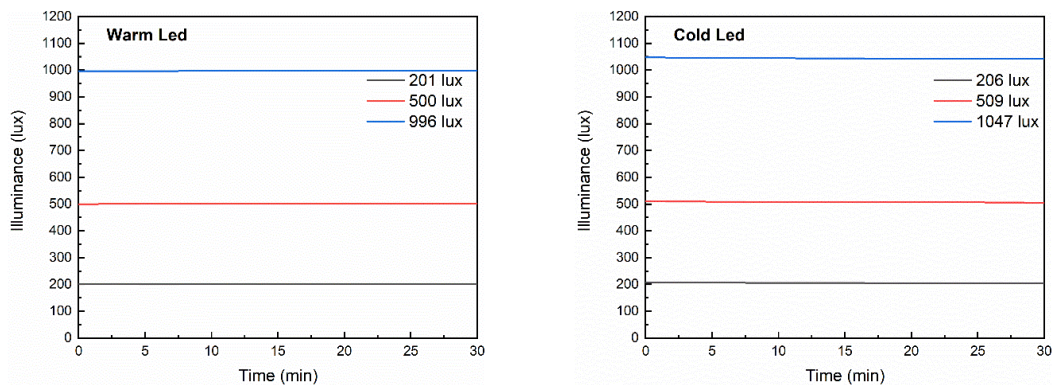 Warm Led
201 lux
500 lux
996 lux
Illuminance (lux)
1200
1100
1000
900
800
700
600
500
400
300
200
100
0
0 5 10 15 20 25 30
Time (min)
Cold Led
206 lux
509 lux
1047 lux
Illuminance (lux)
1200
1100
1000
900
800
700
600
500
400
300
200
100
0
0 5 10 15 20 25 30
Time (min)